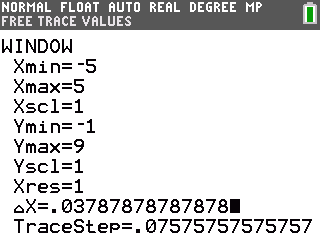 NORMAL FLOAT AUTO REAL DEGREE MP
FREE TRACE VALUES
WINDOW
Xmin=-5
Xmax=5
Xscl=1
Ymin=-1
Ymax=9
Yscl=1
Xres=1
△X=.03787878787878
TraceStep=.07575757575757